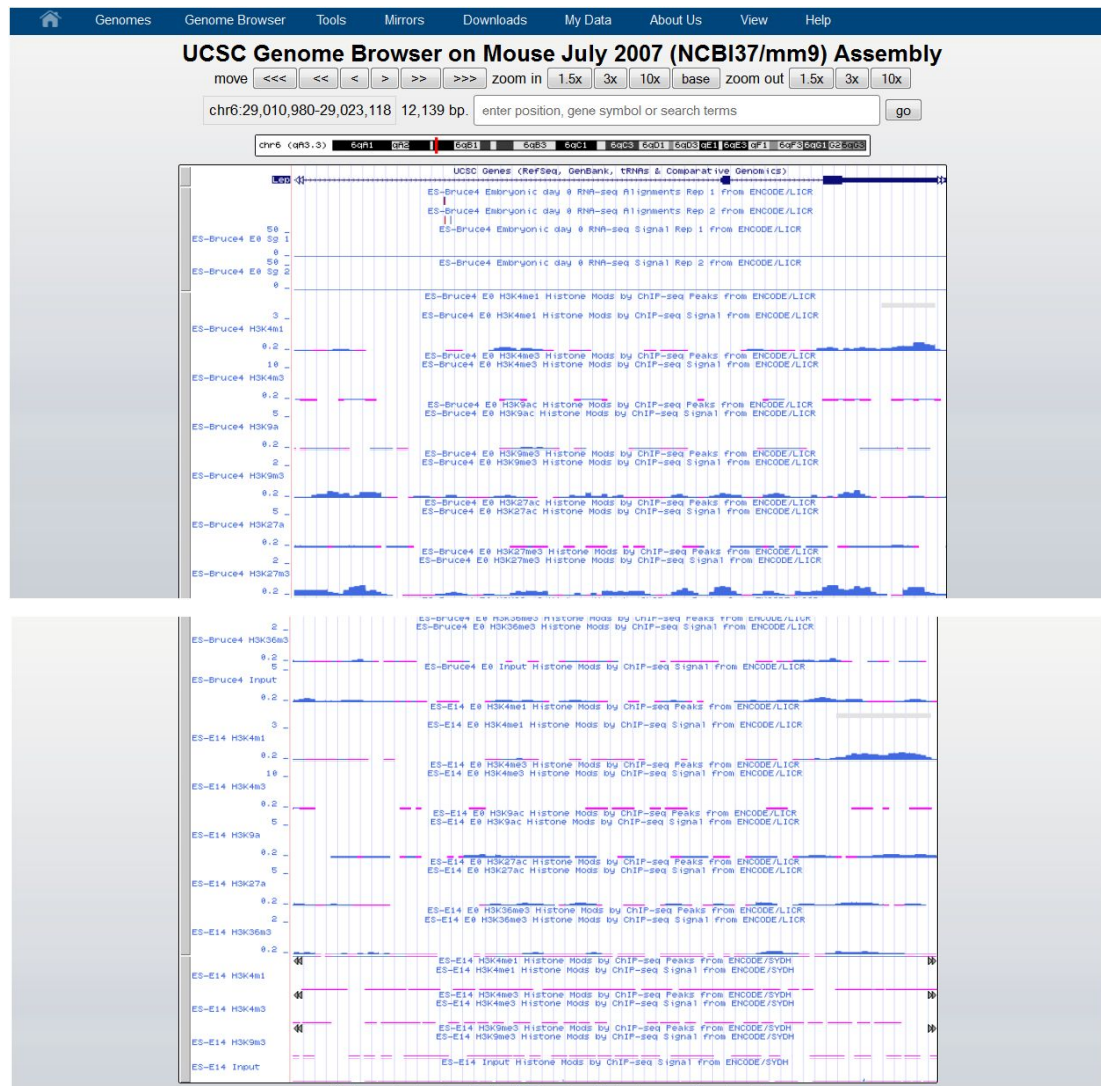 Genomes Genome Browser Tools Mirrors Downloads My Data About Us View Help
UCSC Genome Browser on Mouse July 2007 (NCBI37/mm9) Assembly
move <<< << < > >> >>> zoom in 1.5x 3x 10x base zoom out 1.5x 3x 10x
chr6:29,010,980-29,023,118 12,139 bp. enter position, gene symbol or search terms go
chr6 (qA3.3) 6qA1 qA2 6qB1 6qB3 6qC1 6qC3 6qD1 6qD3 qE1 6qE3 qF1 6qF3 6qG1 G2 6qG3
UCSC Genes (RefSeq, GenBank, tRNAs & Comparative Genomics)
Lep
ES-Bruce4 Embryonic day 0 RNA-seq Alignments Rep 1 from ENCODE/LICR
ES-Bruce4 Embryonic day 0 RNA-seq Alignments Rep 2 from ENCODE/LICR
ES-Bruce4 Embryonic day 0 RNA-seq Signal Rep 1 from ENCODE/LICR
50 _
ES-Bruce4 E0 Sg 1
0 _
ES-Bruce4 Embryonic day 0 RNA-seq Signal Rep 2 from ENCODE/LICR
50 _
ES-Bruce4 E0 Sg 2
0 _
ES-Bruce4 E0 H3K4me1 Histone Mods by ChIP-seq Peaks from ENCODE/LICR
ES-Bruce4 E0 H3K4me1 Histone Mods by ChIP-seq Signal from ENCODE/LICR
3 _
ES-Bruce4 H3K4m1
0.2 _
ES-Bruce4 E0 H3K4me3 Histone Mods by ChIP-seq Peaks from ENCODE/LICR
ES-Bruce4 E0 H3K4me3 Histone Mods by ChIP-seq Signal from ENCODE/LICR
10 _
ES-Bruce4 H3K4m3
0.2 _
ES-Bruce4 E0 H3K9ac Histone Mods by ChIP-seq Peaks from ENCODE/LICR
ES-Bruce4 E0 H3K9ac Histone Mods by ChIP-seq Signal from ENCODE/LICR
5 _
ES-Bruce4 H3K9a
0.2 _
ES-Bruce4 E0 H3K9me3 Histone Mods by ChIP-seq Peaks from ENCODE/LICR
ES-Bruce4 E0 H3K9me3 Histone Mods by ChIP-seq Signal from ENCODE/LICR
2 _
ES-Bruce4 H3K9m3
0.2 _
ES-Bruce4 E0 H3K27ac Histone Mods by ChIP-seq Peaks from ENCODE/LICR
ES-Bruce4 E0 H3K27ac Histone Mods by ChIP-seq Signal from ENCODE/LICR
5 _
ES-Bruce4 H3K27a
0.2 _
ES-Bruce4 E0 H3K27me3 Histone Mods by ChIP-seq Peaks from ENCODE/LICR
ES-Bruce4 E0 H3K27me3 Histone Mods by ChIP-seq Signal from ENCODE/LICR
2 _
ES-Bruce4 H3K27m3
0.2 _
ES-Bruce4 E0 H3K36me3 Histone Mods by ChIP-seq Peaks from ENCODE/LICR
ES-Bruce4 E0 H3K36me3 Histone Mods by ChIP-seq Signal from ENCODE/LICR
2 _
ES-Bruce4 H3K36m3
0.2 _
ES-Bruce4 E0 Input Histone Mods by ChIP-seq Signal from ENCODE/LICR
5 _
ES-Bruce4 Input
0.2 _
ES-E14 E0 H3K4me1 Histone Mods by ChIP-seq Peaks from ENCODE/LICR
ES-E14 E0 H3K4me1 Histone Mods by ChIP-seq Signal from ENCODE/LICR
3 _
ES-E14 H3K4m1
0.2 _
ES-E14 E0 H3K4me3 Histone Mods by ChIP-seq Peaks from ENCODE/LICR
ES-E14 E0 H3K4me3 Histone Mods by ChIP-seq Signal from ENCODE/LICR
10 _
ES-E14 H3K4m3
0.2 _
ES-E14 E0 H3K9ac Histone Mods by ChIP-seq Peaks from ENCODE/LICR
ES-E14 E0 H3K9ac Histone Mods by ChIP-seq Signal from ENCODE/LICR
5 _
ES-E14 H3K9a
0.2 _
ES-E14 E0 H3K27ac Histone Mods by ChIP-seq Peaks from ENCODE/LICR
ES-E14 E0 H3K27ac Histone Mods by ChIP-seq Signal from ENCODE/LICR
5 _
ES-E14 H3K27a
0.2 _
ES-E14 E0 H3K36me3 Histone Mods by ChIP-seq Peaks from ENCODE/LICR
ES-E14 E0 H3K36me3 Histone Mods by ChIP-seq Signal from ENCODE/LICR
2 _
ES-E14 H3K36m3
0.2 _
ES-E14 H3K4me1 Histone Mods by ChIP-seq Peaks from ENCODE/SYDH
ES-E14 H3K4me1 Histone Mods by ChIP-seq Signal from ENCODE/SYDH
ES-E14 H3K4m1
ES-E14 H3K4me3 Histone Mods by ChIP-seq Peaks from ENCODE/SYDH
ES-E14 H3K4me3 Histone Mods by ChIP-seq Signal from ENCODE/SYDH
ES-E14 H3K4m3
ES-E14 H3K9me3 Histone Mods by ChIP-seq Peaks from ENCODE/SYDH
ES-E14 H3K9me3 Histone Mods by ChIP-seq Signal from ENCODE/SYDH
ES-E14 H3K9m3
ES-E14 Input Histone Mods by ChIP-seq Signal from ENCODE/SYDH
ES-E14 Input